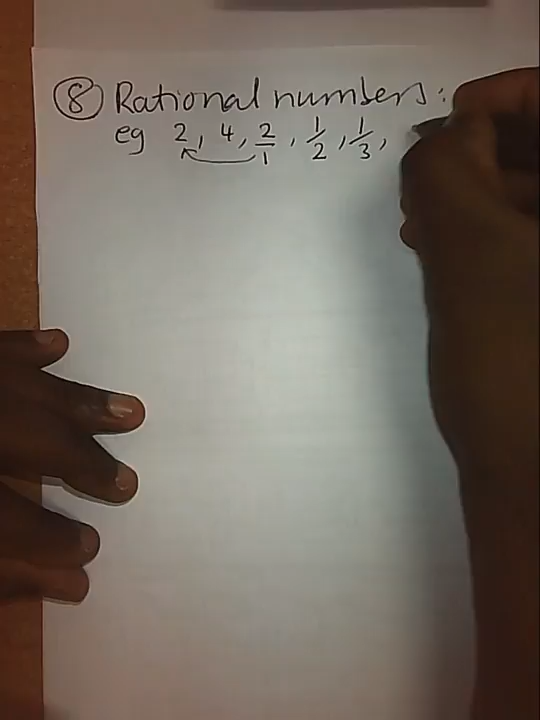 ⑧ Rational numbers:
eg 2, 4, 2/1, 1/2, 1/3,